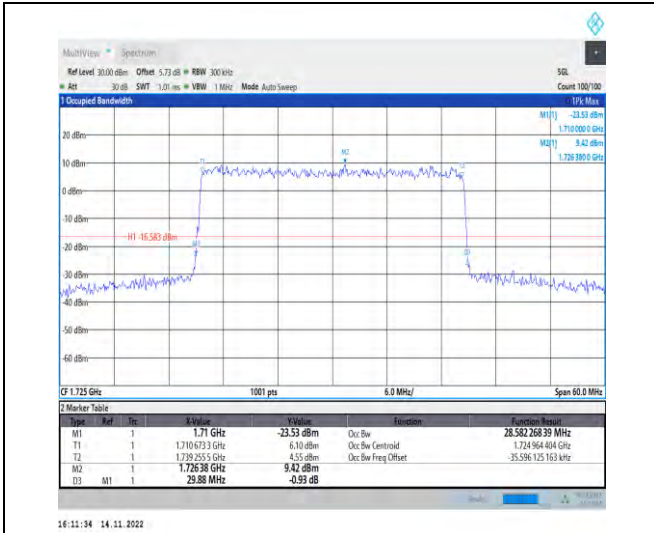 MultiView Spectrum
Ref Level 30.00 dBm Offset 5.73 dB RBW 300 kHz SGL
Att 30 dB SWT 1.01 ms VBW 1 MHz Mode Auto Sweep Count 100/100
1 Occupied Bandwidth 1Pk Max
M1[1] -23.53 dBm
1.710 000 0 GHz
M2[1] 9.42 dBm
1.726 380 0 GHz
20 dBm
M2
10 dBm
0 dBm
-10 dBm
H1 -16.583 dBm
-20 dBm
-30 dBm
-40 dBm
-50 dBm
-60 dBm
CF 1.725 GHz 1001 pts 6.0 MHz/ Span 60.0 MHz
2 Marker Table
Type Ref Trc X-Value Y-Value Function Function Result
M1 1 1.71 GHz -23.53 dBm Occ Bw 28.582 268 39 MHz
T1 1 1.710 673 3 GHz 6.10 dBm Occ Bw Centroid 1.724 964 404 GHz
T2 1 1.739 255 5 GHz 4.55 dBm Occ Bw Freq Offset -35.596 125 163 kHz
M2 1 1.726 38 GHz 9.42 dBm
D3 M1 1 29.88 MHz -0.93 dB
16:11:34 14.11.2022